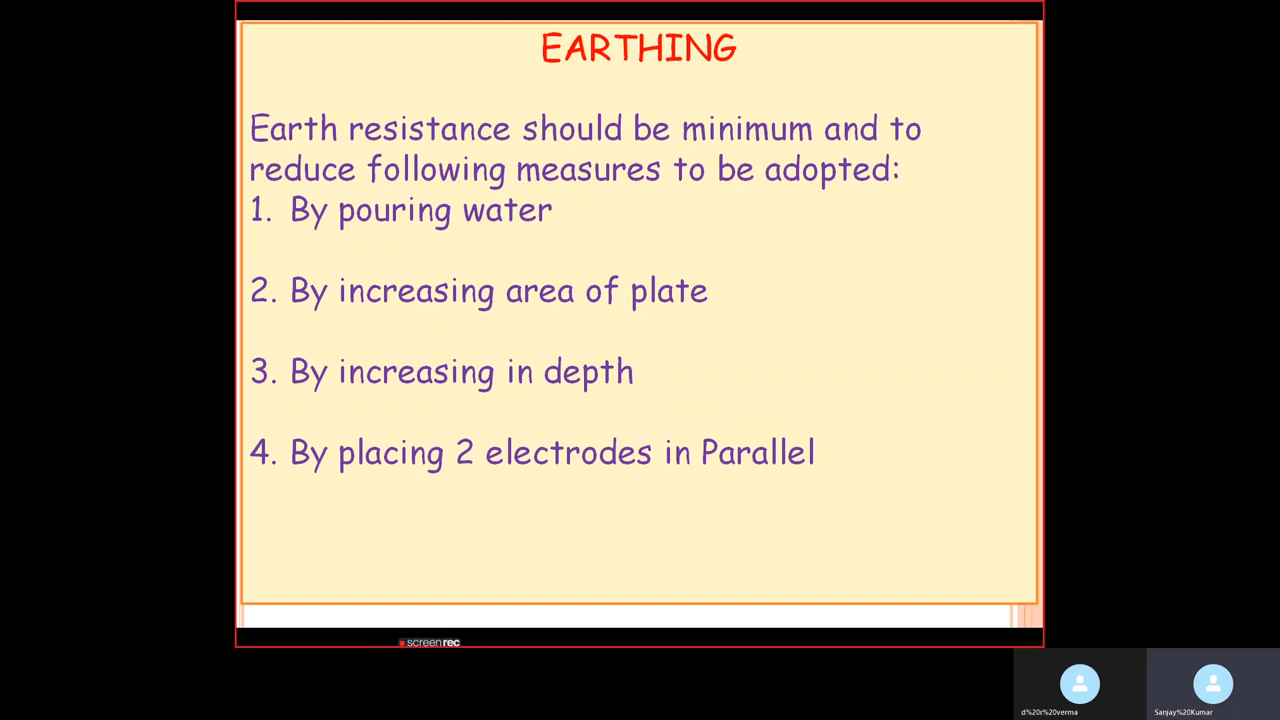 EARTHING
Earth resistance should be minimum and to
reduce following measures to be adopted:
1. By pouring water
2. By increasing area of plate
3. By increasing in depth
4. By placing 2 electrodes in Parallel
screenrec
d%20r%20verma
Sanjay%20Kumar